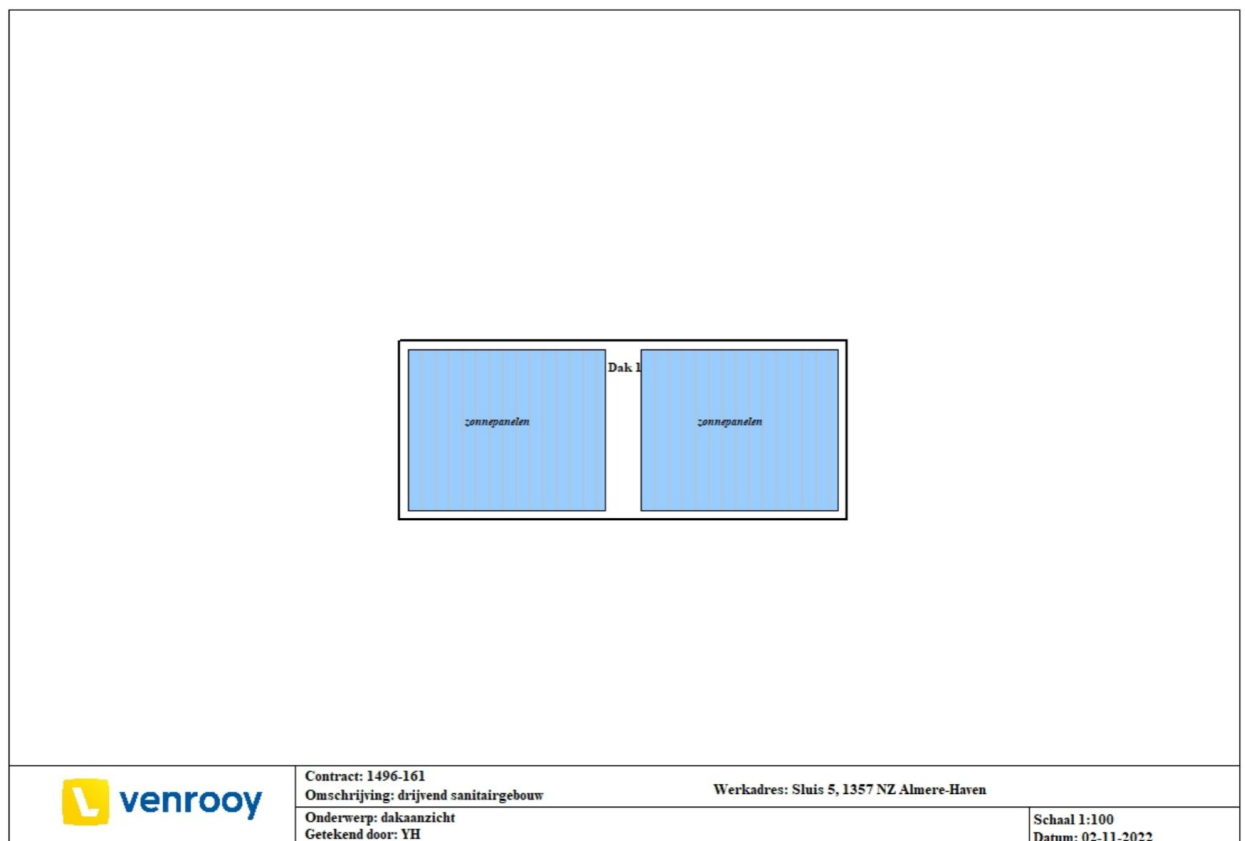 Dak 1
zonnepanelen
zonnepanelen
venrooy
Contract: 1496-161
Omschrijving: drijvend sanitairgebouw
Werkadres: Sluis 5, 1357 NZ Almere-Haven
Onderwerp: dakaanzicht
Getekend door: YH
Schaal 1:100
Datum: 02-11-2022